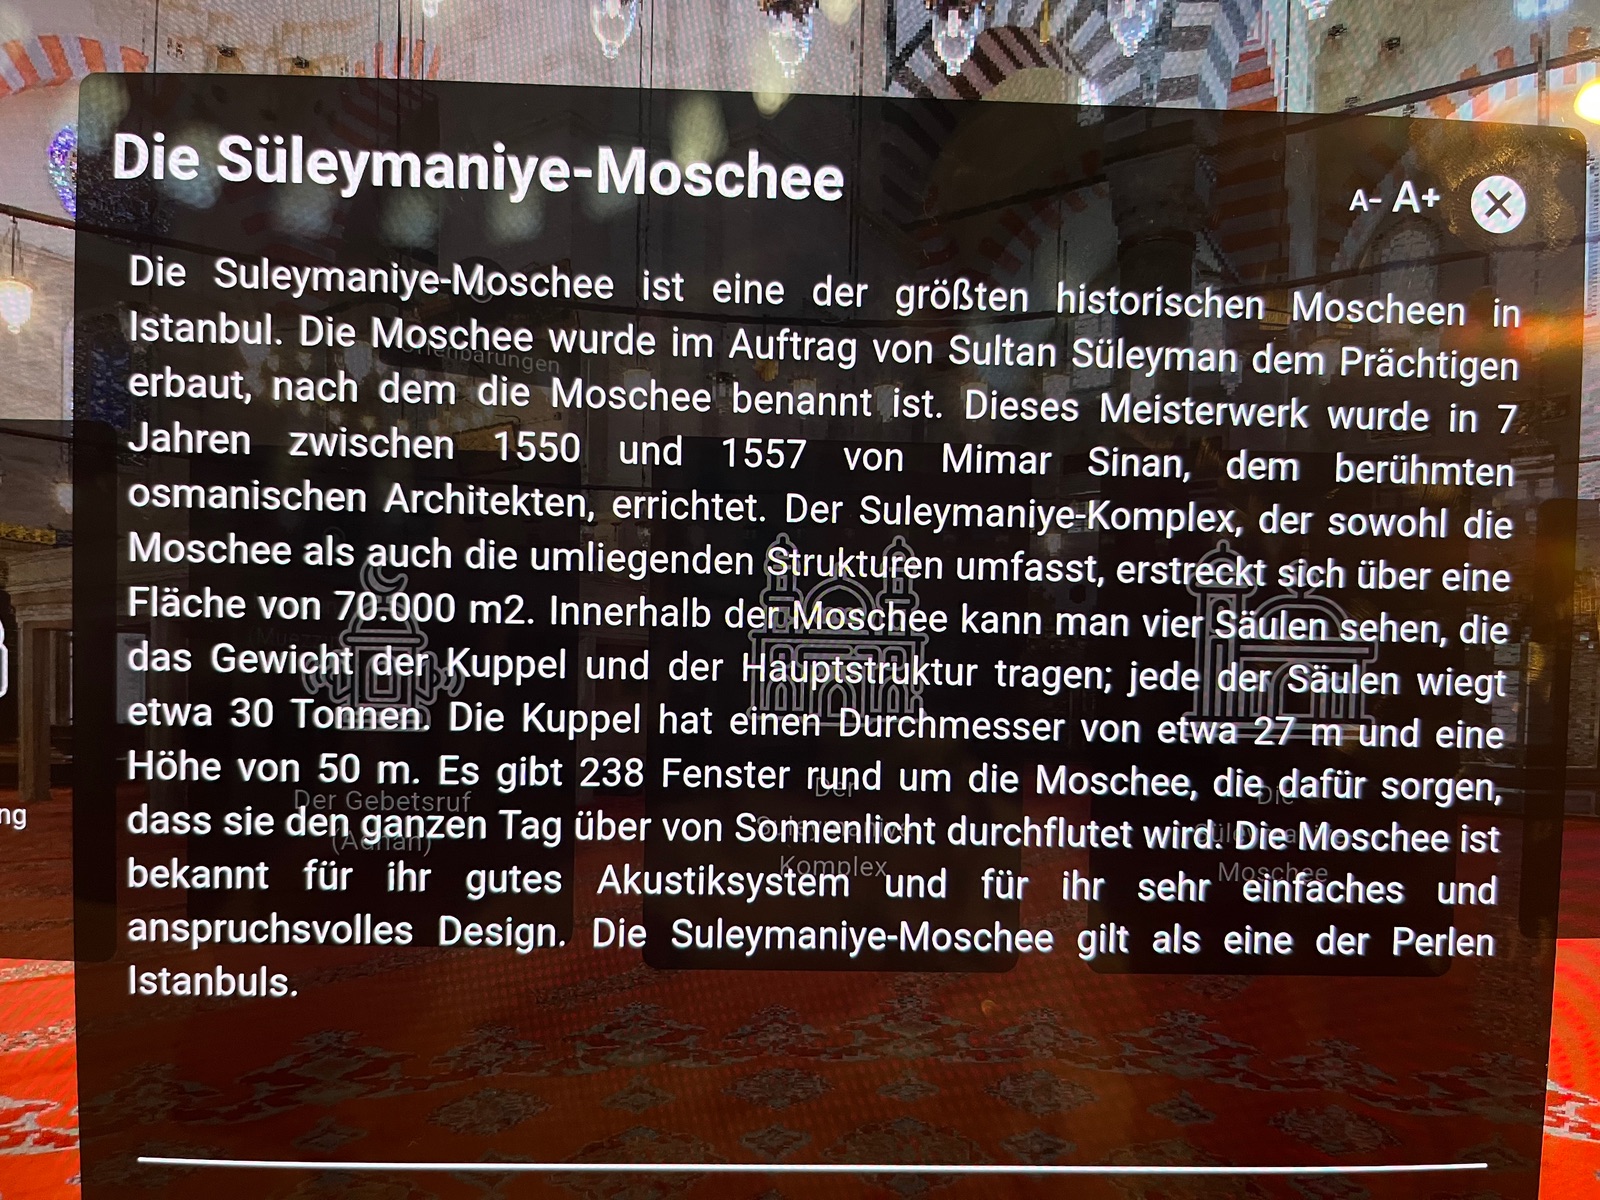 Die Süleymaniye-Moschee
A- A+
Die Suleymaniye-Moschee ist eine der größten historischen Moscheen in
Istanbul. Die Moschee wurde im Auftrag von Sultan Süleyman dem Prächtigen
erbaut, nach dem die Moschee benannt ist. Dieses Meisterwerk wurde in 7
Jahren zwischen 1550 und 1557 von Mimar Sinan, dem berühmten
osmanischen Architekten, errichtet. Der Suleymaniye-Komplex, der sowohl die
Moschee als auch die umliegenden Strukturen umfasst, erstreckt sich über eine
Fläche von 70.000 m2. Innerhalb der Moschee kann man vier Säulen sehen, die
das Gewicht der Kuppel und der Hauptstruktur tragen; jede der Säulen wiegt
etwa 30 Tonnen. Die Kuppel hat einen Durchmesser von etwa 27 m und eine
Höhe von 50 m. Es gibt 238 Fenster rund um die Moschee, die dafür sorgen,
dass sie den ganzen Tag über von Sonnenlicht durchflutet wird. Die Moschee ist
bekannt für ihr gutes Akustiksystem und für ihr sehr einfaches und
anspruchsvolles Design. Die Suleymaniye-Moschee gilt als eine der Perlen
Istanbuls.
ng
Der Gebetsruf
(Adhan)
Der
Komplex
Die
Moschee